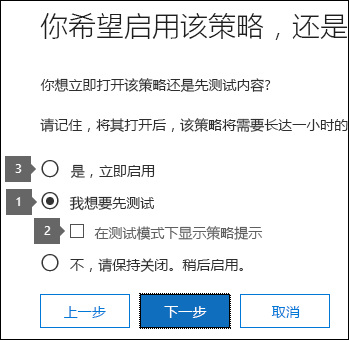 你希望启用该策略，还是
你想立即打开该策略还是先测试内容?
请记住，将其打开后，该策略将需要长达一小时的
3 是，立即启用
1 我想要先测试
2 在测试模式下显示策略提示
不，请保持关闭。稍后启用。
上一步 下一步 取消